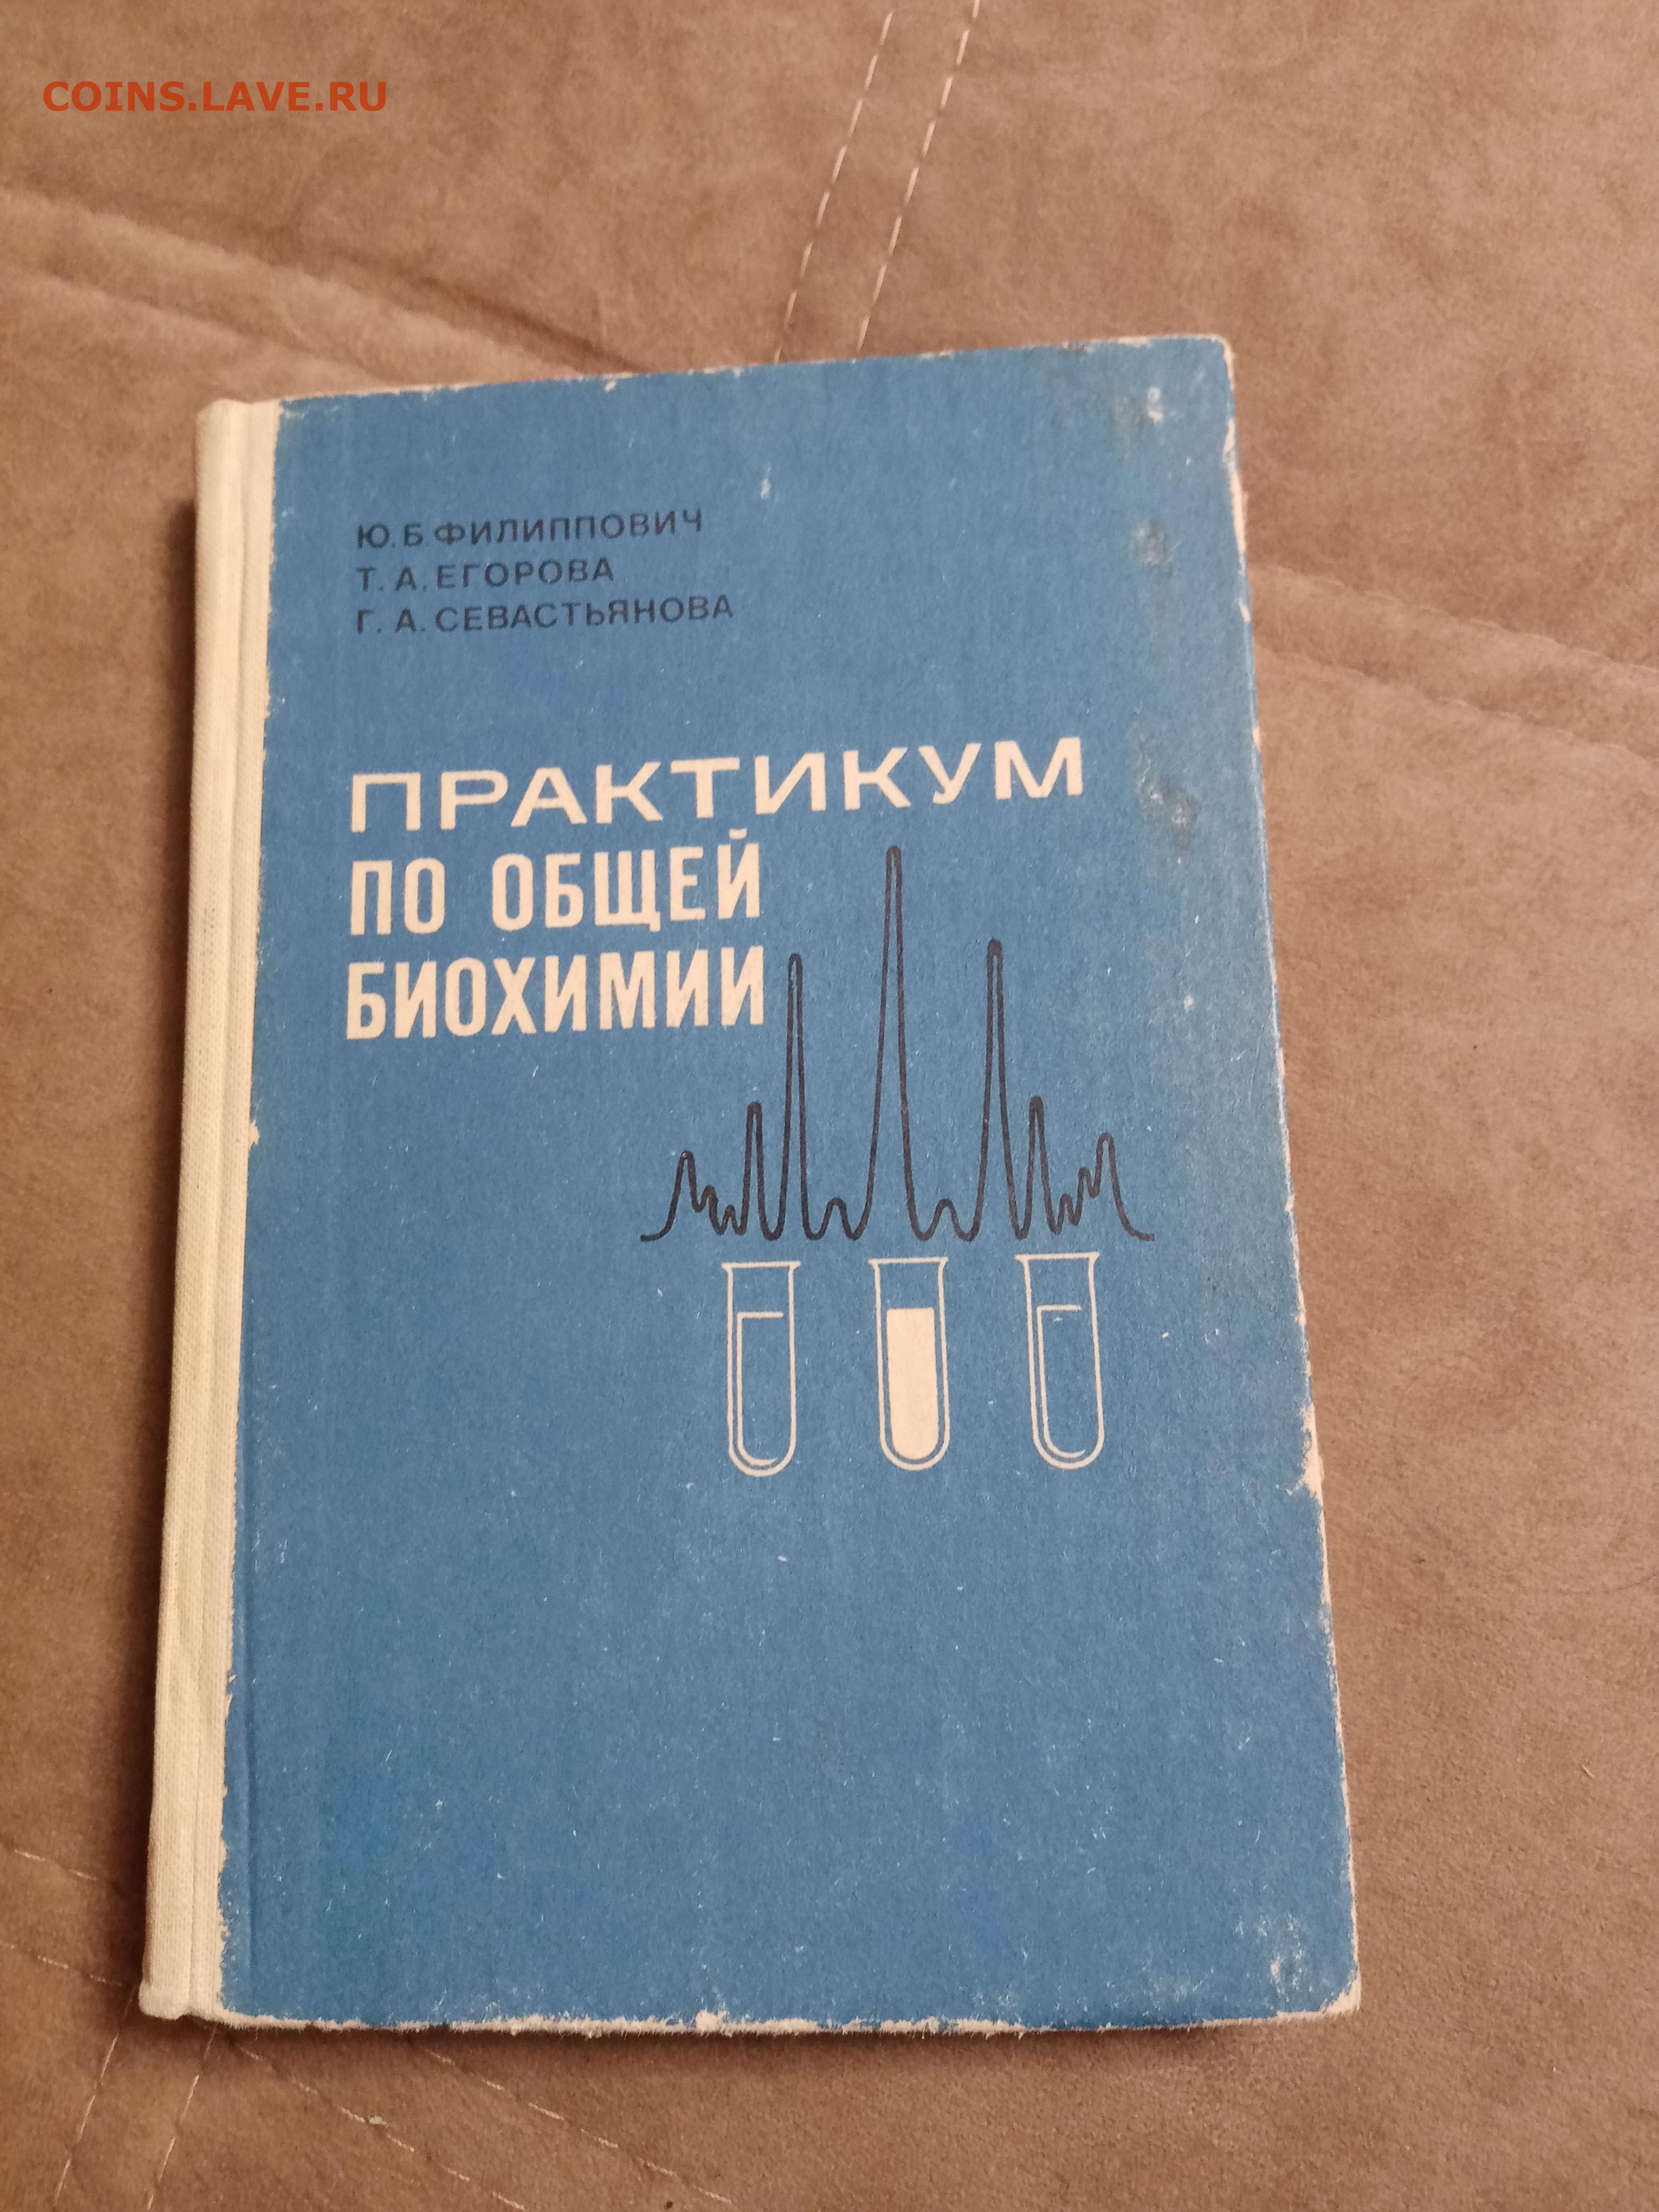 COINS.LAVE.RU
Ю. Б. ФИЛИППОВИЧ
Т. А. ЕГОРОВА
Г. А. СЕВАСТЬЯНОВА
ПРАКТИКУМ
ПО ОБЩЕЙ
БИОХИМИИ